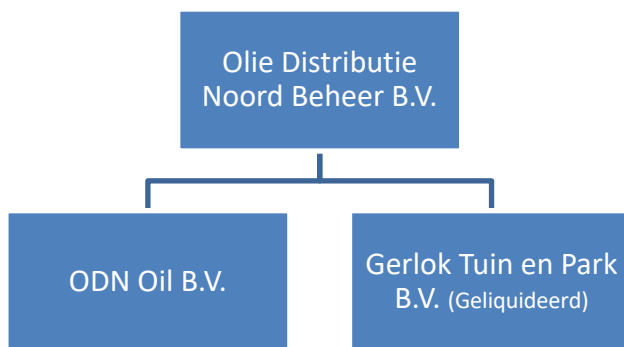 Olie Distributie
Noord Beheer B.V.
ODN Oil B.V.
Gerlok Tuin en Park
B.V. (Geliquideerd)